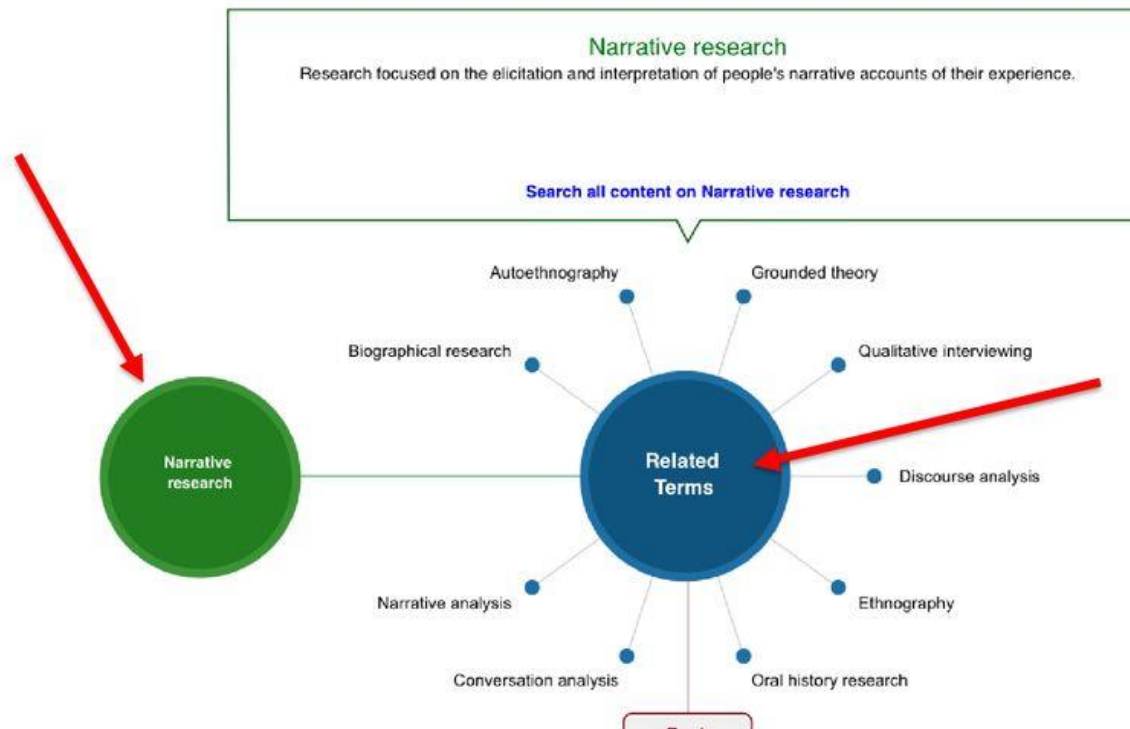 Narrative research
Research focused on the elicitation and interpretation of people's narrative accounts of their experience.
Search all content on Narrative research
Autoethnography
Grounded theory
Biographical research
Qualitative interviewing
Narrative
research
Related
Terms
Discourse analysis
Narrative analysis
Ethnography
Conversation analysis
Oral history research